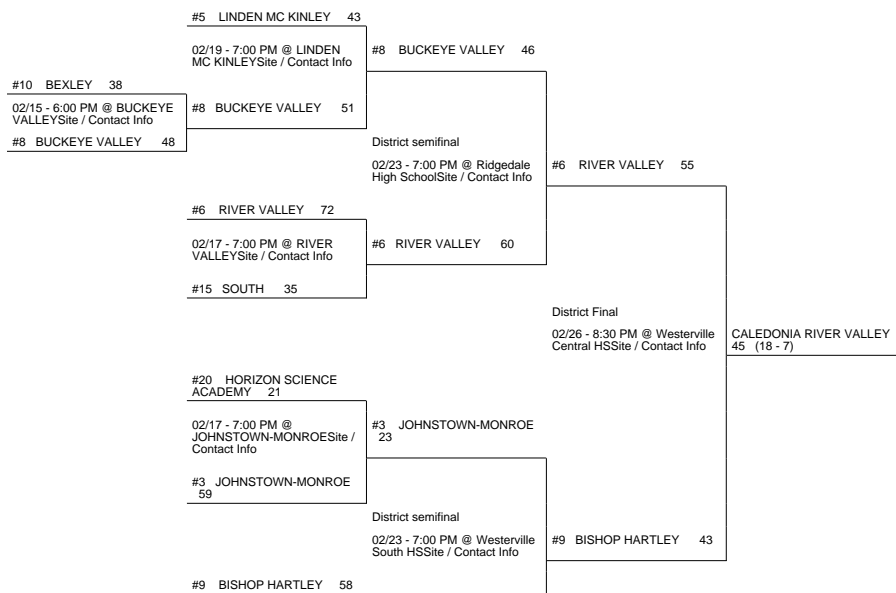 #5 LINDEN MC KINLEY 43
02/19 - 7:00 PM @ LINDEN
MC KINLEYSite / Contact Info
#8 BUCKEYE VALLEY 46
#10 BEXLEY 38
02/15 - 6:00 PM @ BUCKEYE
VALLEYSite / Contact Info
#8 BUCKEYE VALLEY 48
#8 BUCKEYE VALLEY 51
District semifinal
02/23 - 7:00 PM @ Ridgedale
High SchoolSite / Contact Info
#6 RIVER VALLEY 55
#6 RIVER VALLEY 72
02/17 - 7:00 PM @ RIVER
VALLEYSite / Contact Info
#6 RIVER VALLEY 60
#15 SOUTH 35
District Final
02/26 - 8:30 PM @ Westerville
Central HSSite / Contact Info
CALEDONIA RIVER VALLEY
45 (18 - 7)
#20 HORIZON SCIENCE
ACADEMY 21
02/17 - 7:00 PM @
JOHNSTOWN-MONROESite /
Contact Info
#3 JOHNSTOWN-MONROE
23
#3 JOHNSTOWN-MONROE
59
District semifinal
02/23 - 7:00 PM @ Westerville
South HSSite / Contact Info
#9 BISHOP HARTLEY 43
#9 BISHOP HARTLEY 58